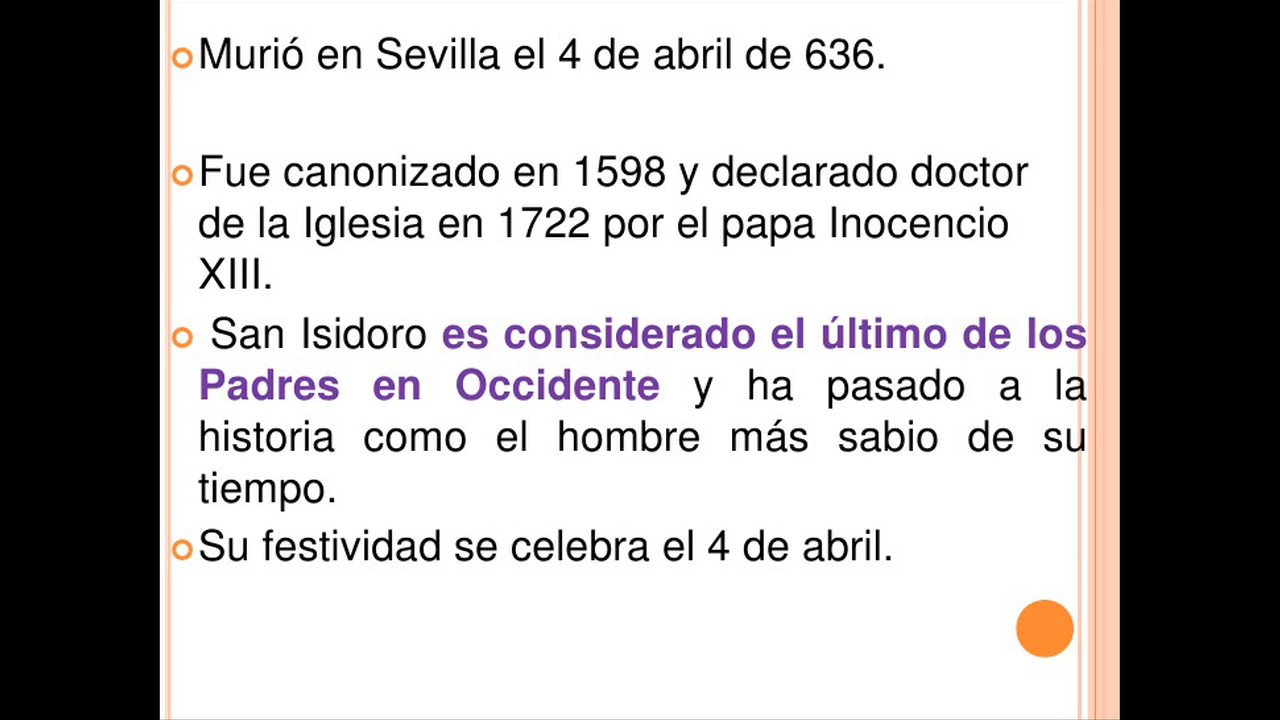 Murió en Sevilla el 4 de abril de 636.
Fue canonizado en 1598 y declarado doctor
de la Iglesia en 1722 por el papa Inocencio
XIII.
San Isidoro es considerado el último de los
Padres en Occidente y ha pasado a la
historia como el hombre más sabio de su
tiempo.
Su festividad se celebra el 4 de abril.